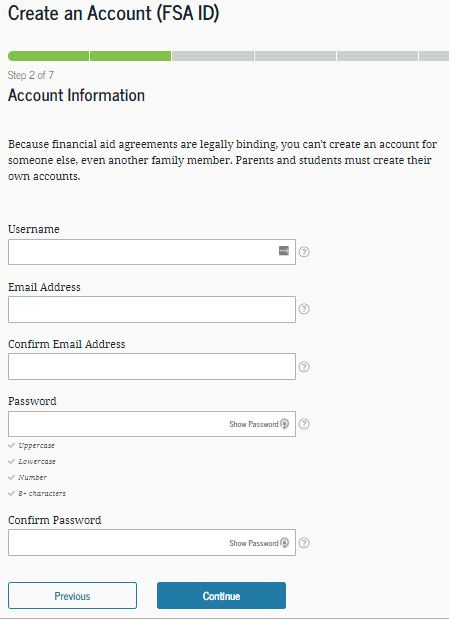 Create an Account (FSA ID)
Step 2 of 7
Account Information
Because financial aid agreements are legally binding, you can't create an account for
someone else, even another family member. Parents and students must create their
own accounts.
Username
?
Email Address
?
Confirm Email Address
?
Password
Show Password ?
✓ Uppercase
✓ Lowercase
✓ Number
✓ 8+ characters
Confirm Password
Show Password ?
Previous Continue